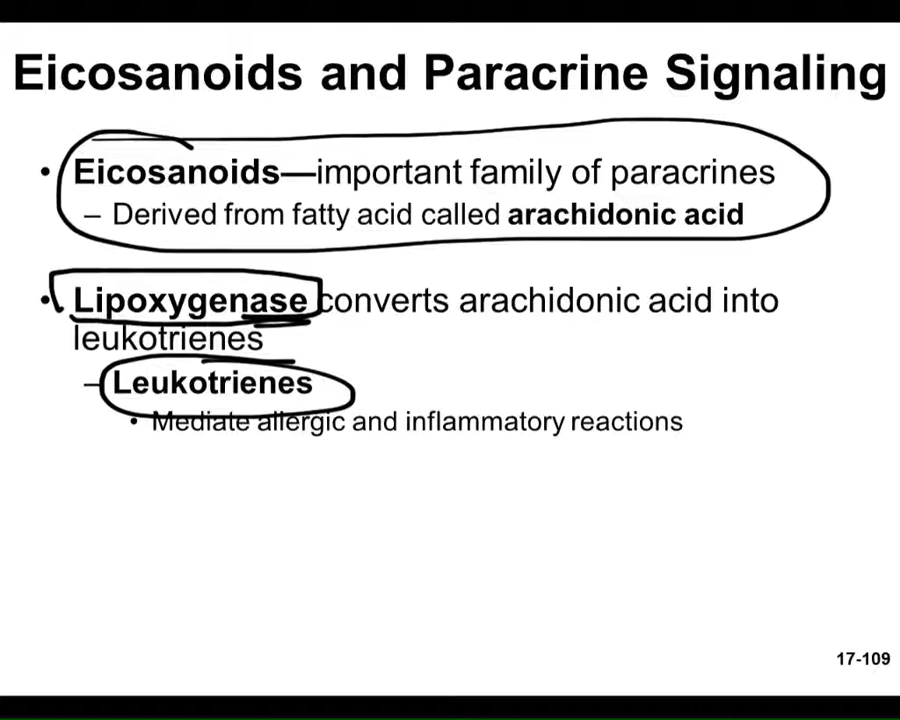 Eicosanoids and Paracrine Signaling
• Eicosanoids—important family of paracrines
– Derived from fatty acid called arachidonic acid
• Lipoxygenase converts arachidonic acid into
leukotrienes
– Leukotrienes
• Mediate allergic and inflammatory reactions
17-109